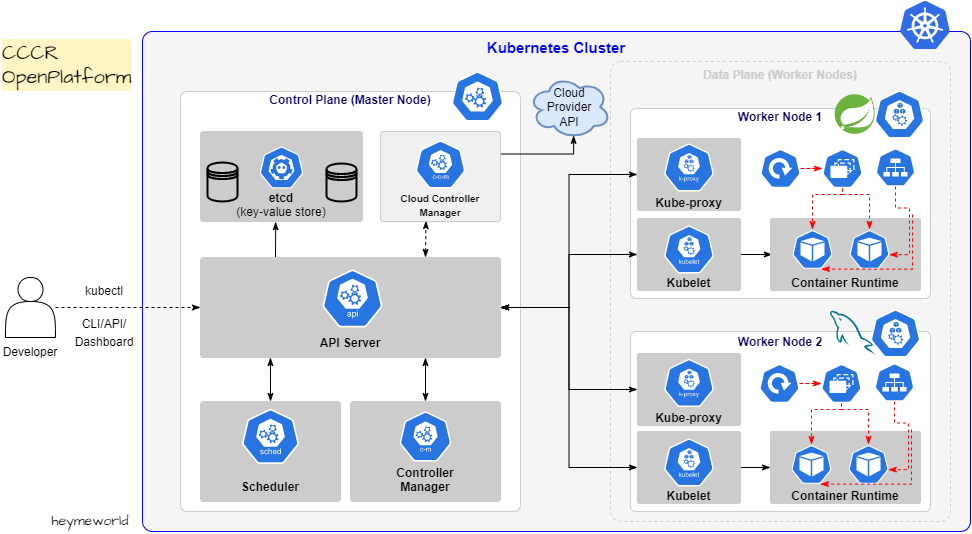 CCCR
OpenPlatform
Kubernetes Cluster
Control Plane (Master Node)
etcd
(key-value store)
c-c-m
Cloud Controller
Manager
Cloud
Provider
API
api
API Server
Developer
kubectl
CLI/API/
Dashboard
sched
Scheduler
c-m
Controller
Manager
Data Plane (Worker Nodes)
Worker Node 1
k-proxy
Kube-proxy
kubelet
Kubelet
Container Runtime
Worker Node 2
k-proxy
Kube-proxy
kubelet
Kubelet
Container Runtime
heymeworld